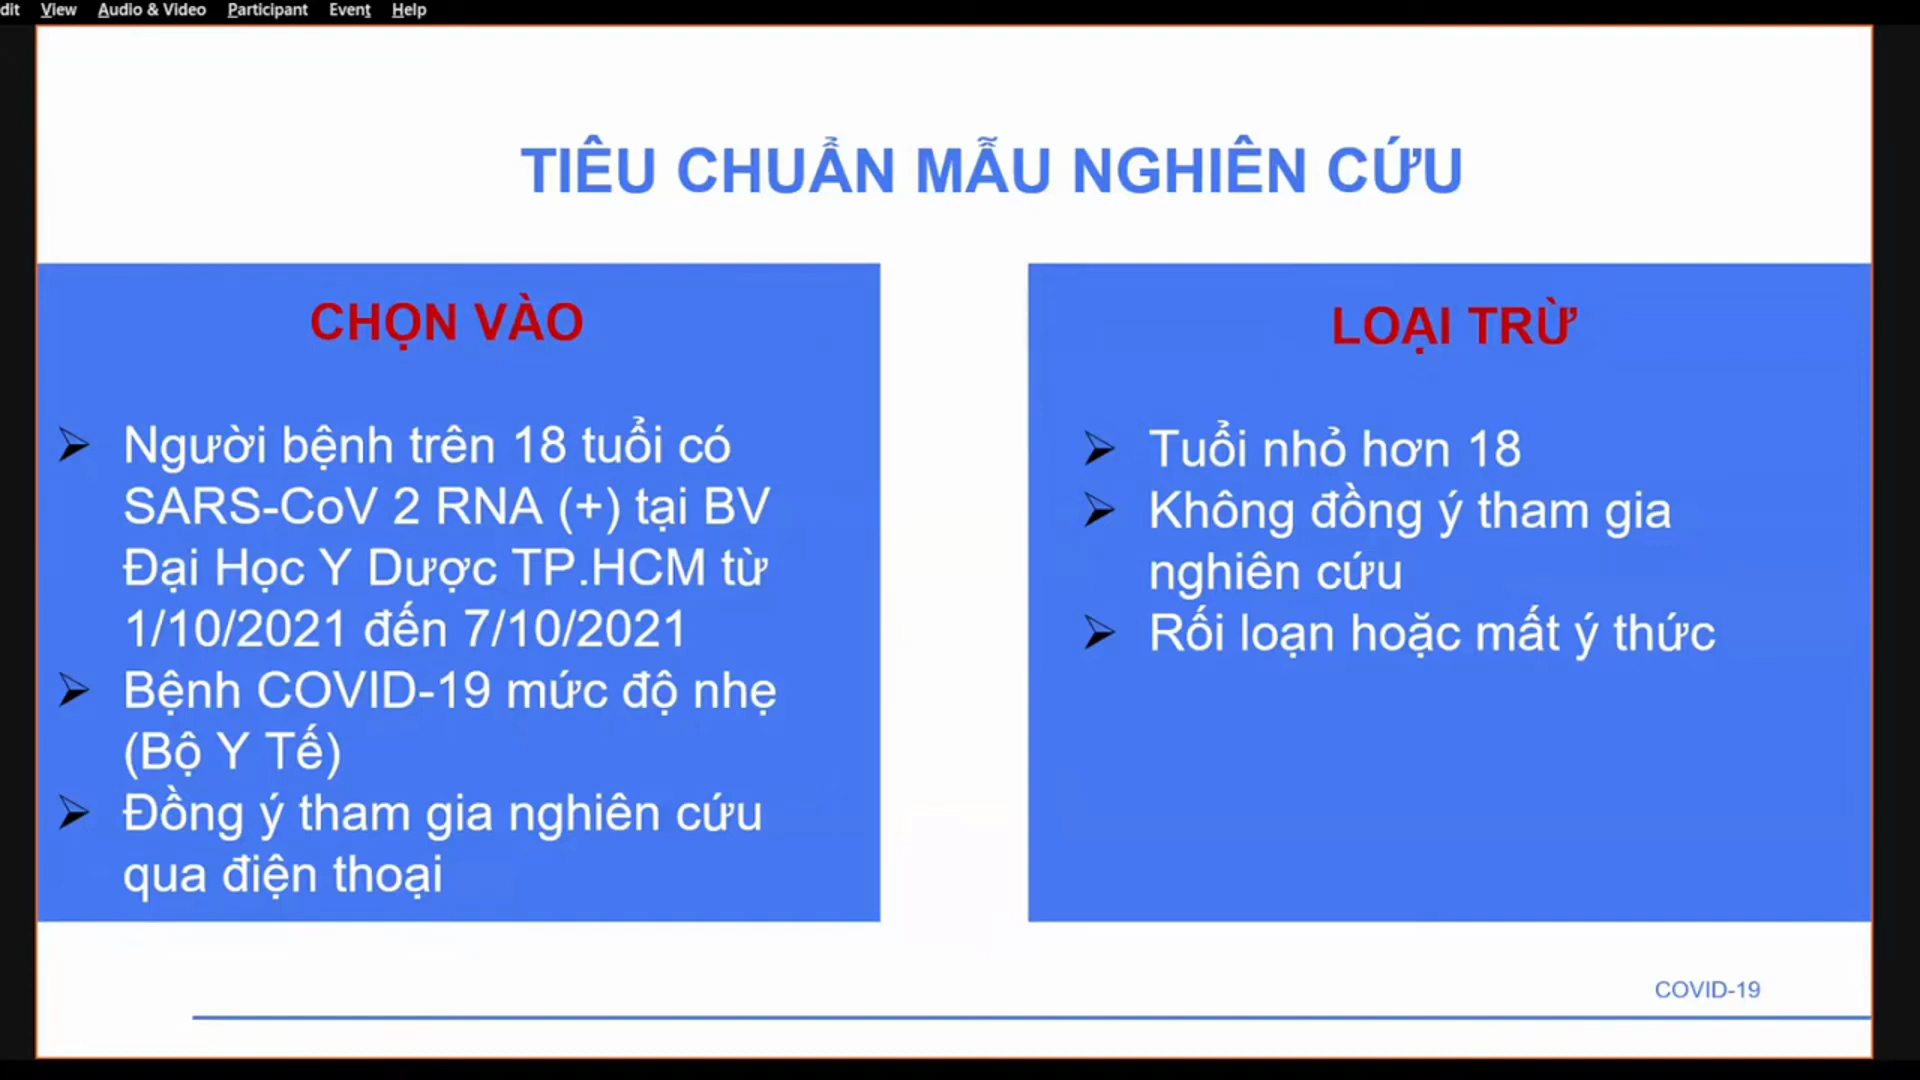 dit View Audio & Video Participant Event Help
TIÊU CHUẨN MẪU NGHIÊN CỨU
CHỌN VÀO
Người bệnh trên 18 tuổi có
SARS-CoV 2 RNA (+) tại BV
Đại Học Y Dược TP.HCM từ
1/10/2021 đến 7/10/2021
Bệnh COVID-19 mức độ nhẹ
(Bộ Y Tế)
Đồng ý tham gia nghiên cứu
qua điện thoại
LOẠI TRỪ
Tuổi nhỏ hơn 18
Không đồng ý tham gia
nghiên cứu
Rối loạn hoặc mất ý thức
COVID-19